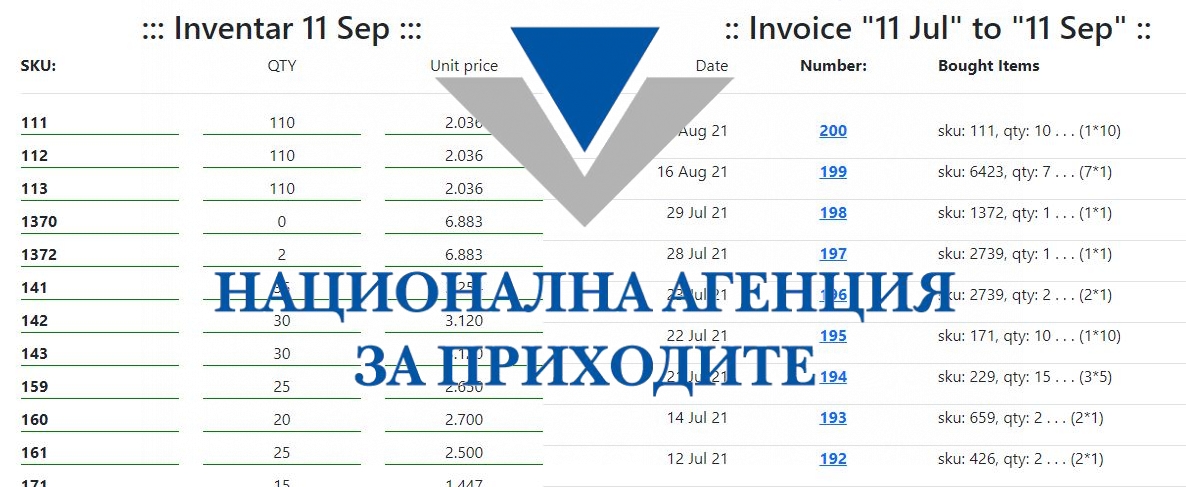 ::: Inventar 11 Sep :::
SKU: QTY Unit price
111 110 2.036
112 110 2.036
113 110 2.036
1370 0 6.883
1372 2 6.883
141
142 30 3.120
143 30
159 25 2.650
160 20 2.700
161 25 2.500
171 15 1.447
:: Invoice "11 Jul" to "11 Sep" ::
Date Number: Bought Items
Aug 21 200 sku: 111, qty: 10 . . . (1*10)
16 Aug 21 199 sku: 6423, qty: 7 . . . (7*1)
29 Jul 21 198 sku: 1372, qty: 1 . . . (1*1)
28 Jul 21 197 sku: 2739, qty: 1 . . . (1*1)
23 Jul 21 196 sku: 2739, qty: 2 . . . (2*1)
22 Jul 21 195 sku: 171, qty: 10 . . . (1*10)
21 Jul 21 194 sku: 229, qty: 15 . . . (3*5)
14 Jul 21 193 sku: 659, qty: 2 . . . (2*1)
12 Jul 21 192 sku: 426, qty: 2 . . . (2*1)
НАЦИОНАЛНА АГЕНЦИЯ
ЗА ПРИХОДИТЕ